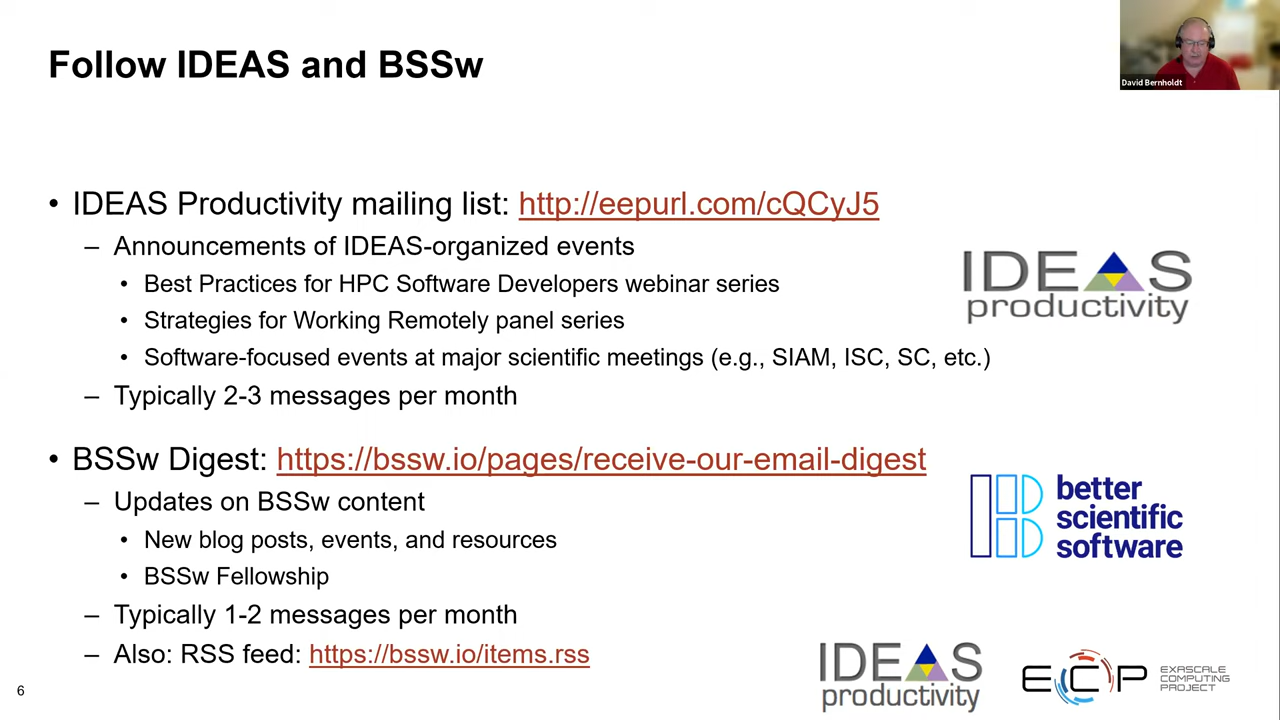 Follow IDEAS and BSSw
David Bernholdt
• IDEAS Productivity mailing list: http://eepurl.com/cQCyJ5
– Announcements of IDEAS-organized events
• Best Practices for HPC Software Developers webinar series
• Strategies for Working Remotely panel series
• Software-focused events at major scientific meetings (e.g., SIAM, ISC, SC, etc.)
– Typically 2-3 messages per month
IDEAS
productivity
• BSSw Digest: https://bssw.io/pages/receive-our-email-digest
– Updates on BSSw content
• New blog posts, events, and resources
• BSSw Fellowship
– Typically 1-2 messages per month
– Also: RSS feed: https://bssw.io/items.rss
better
scientific
software
6
IDEAS
productivity
ECP
EXASCALE
COMPUTING
PROJECT